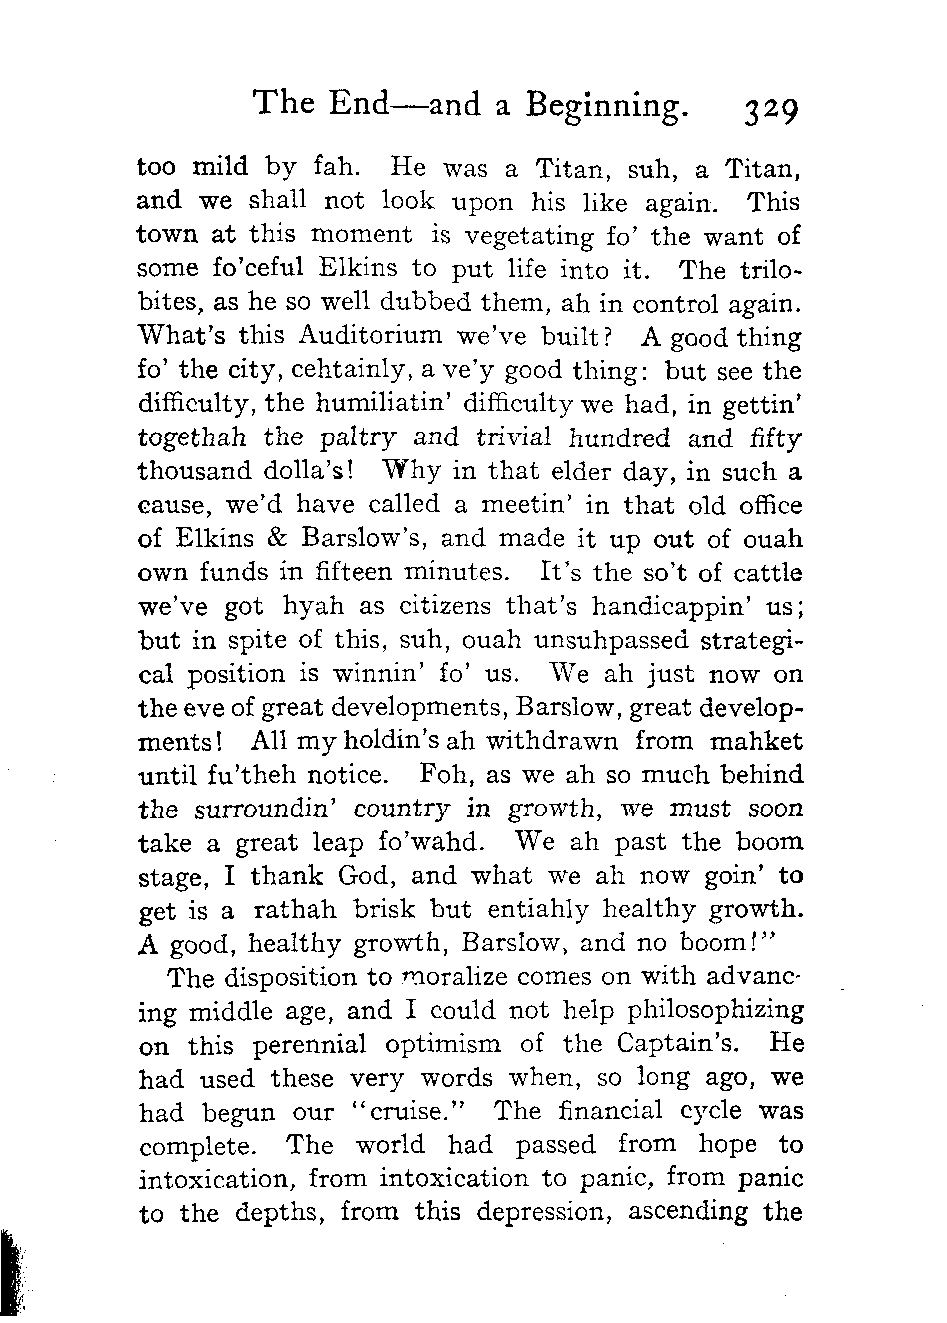 The End—and a Beginning. 329
too mild by fah. He was a Titan, suh, a Titan,
and we shall not look upon his like again. This
town at this moment is vegetating fo' the want of
some fo'ceful Elkins to put life into it. The trilo-
bites, as he so well dubbed them, ah in control again.
What's this Auditorium we've built? A good thing
fo' the city, cehtainly, a ve'y good thing: but see the
difficulty, the humiliatin' difficulty we had, in gettin'
togethah the paltry and trivial hundred and fifty
thousand dolla's! Why in that elder day, in such a
cause, we'd have called a meetin' in that old office
of Elkins & Barslow's, and made it up out of ouah
own funds in fifteen minutes. It's the so't of cattle
we've got hyah as citizens that's handicappin' us;
but in spite of this, suh, ouah unsuhpassed strategi-
cal position is winnin' fo' us. We ah just now on
the eve of great developments, Barslow, great develop-
ments! All my holdin's ah withdrawn from mahket
until fu'theh notice. Foh, as we ah so much behind
the surroundin' country in growth, we must soon
take a great leap fo'wahd. We ah past the boom
stage, I thank God, and what we ah now goin' to
get is a rathah brisk but entiahly healthy growth.
A good, healthy growth, Barslow, and no boom!"
The disposition to moralize comes on with advanc-
ing middle age, and I could not help philosophizing
on this perennial optimism of the Captain's. He
had used these very words when, so long ago, we
had begun our "cruise." The financial cycle was
complete. The world had passed from hope to
intoxication, from intoxication to panic, from panic
to the depths, from this depression, ascending the